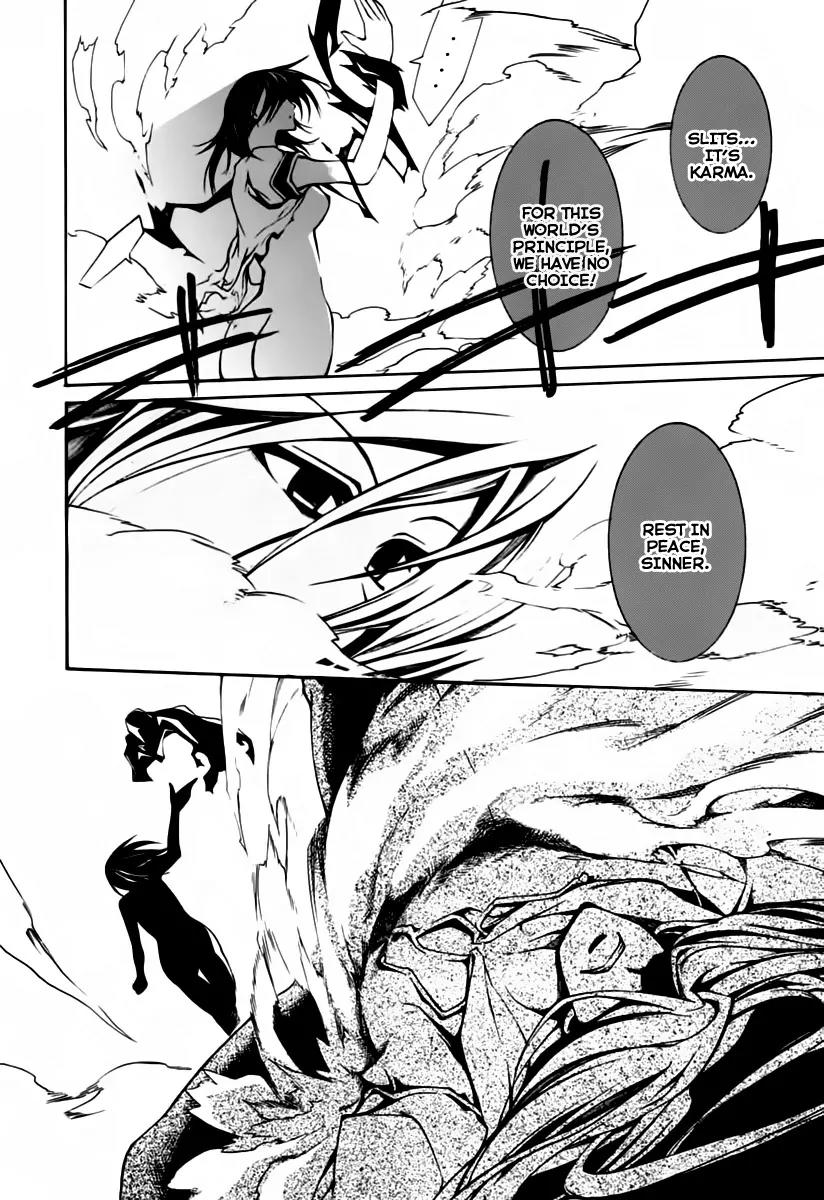 SLITS...
IT'S
KARMA.
FOR THIS
WORLD'S
PRINCIPLE,
WE HAVE NO
CHOICE!
...
REST IN
PEACE,
SINNER.